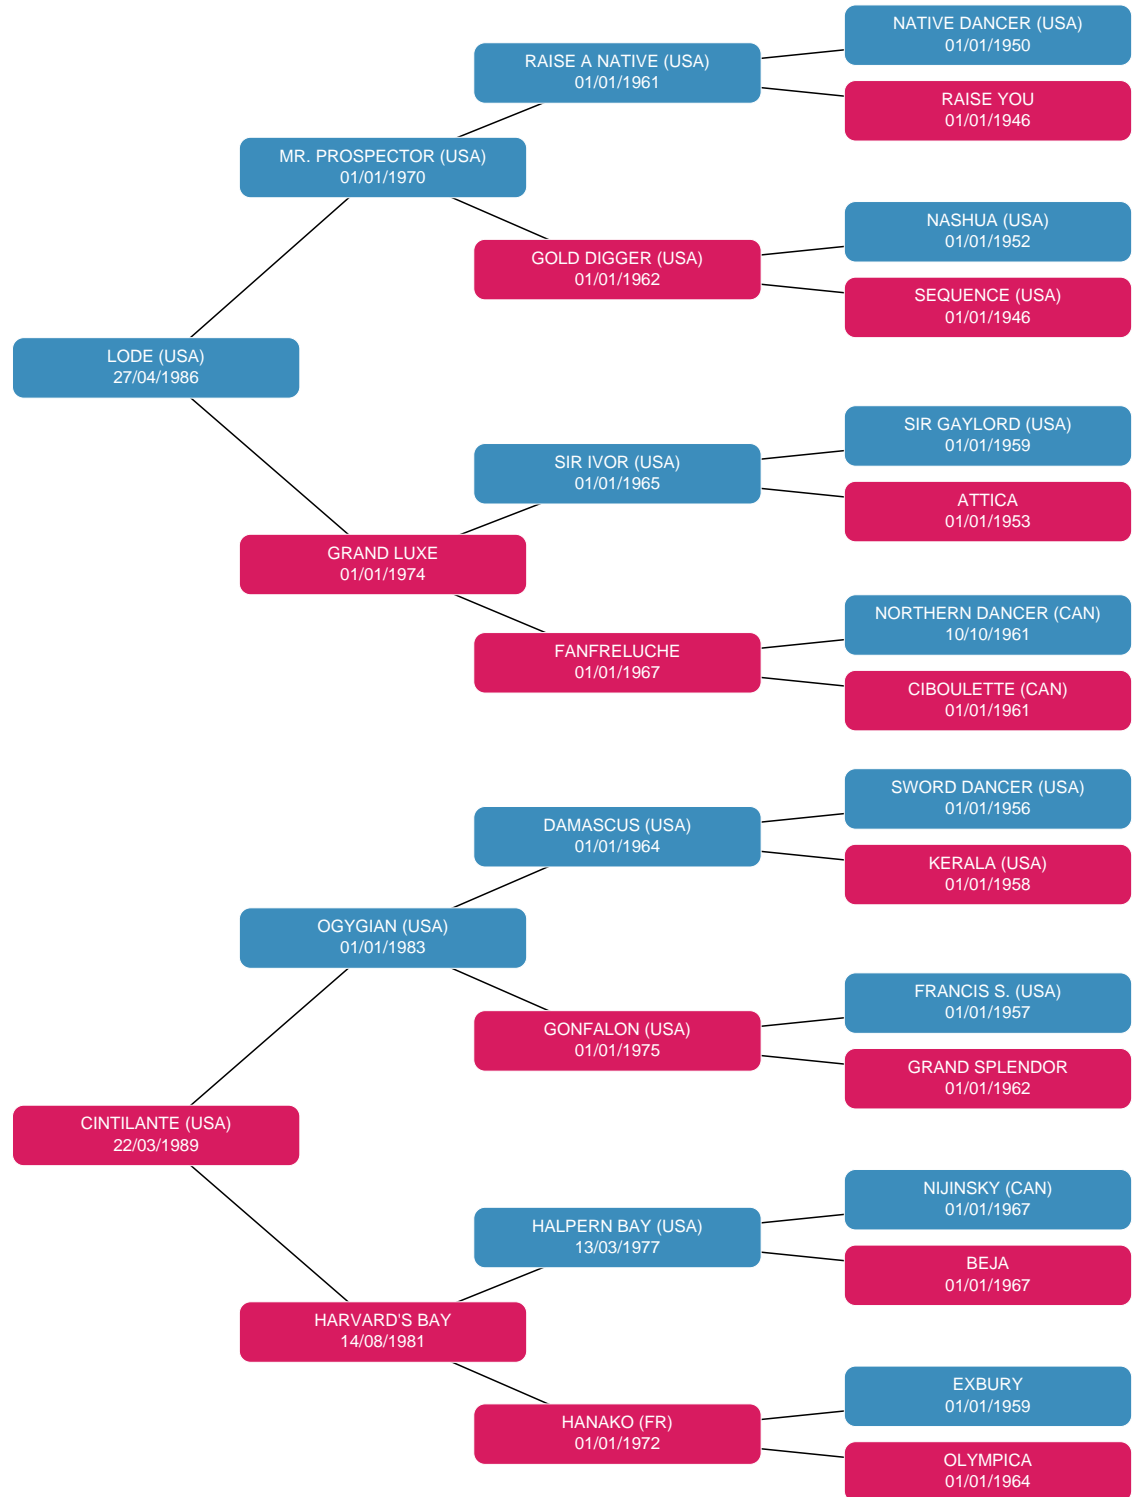 NATIVE DANCER (USA)
01/01/1950
RAISE A NATIVE (USA)
01/01/1961
RAISE YOU
01/01/1946
MR. PROSPECTOR (USA)
01/01/1970
NASHUA (USA)
01/01/1952
GOLD DIGGER (USA)
01/01/1962
SEQUENCE (USA)
01/01/1946
LODE (USA)
27/04/1986
SIR GAYLORD (USA)
01/01/1959
SIR IVOR (USA)
01/01/1965
ATTICA
01/01/1953
GRAND LUXE
01/01/1974
NORTHERN DANCER (CAN)
10/10/1961
FANFRELUCHE
01/01/1967
CIBOULETTE (CAN)
01/01/1961
SWORD DANCER (USA)
01/01/1956
DAMASCUS (USA)
01/01/1964
KERALA (USA)
01/01/1958
OGYGIAN (USA)
01/01/1983
FRANCIS S. (USA)
01/01/1957
GONFALON (USA)
01/01/1975
GRAND SPLENDOR
01/01/1962
CINTILANTE (USA)
22/03/1989
NIJINSKY (CAN)
01/01/1967
HALPERN BAY (USA)
13/03/1977
BEJA
01/01/1967
HARVARD'S BAY
14/08/1981
EXBURY
01/01/1959
HANAKO (FR)
01/01/1972
OLYMPICA
01/01/1964